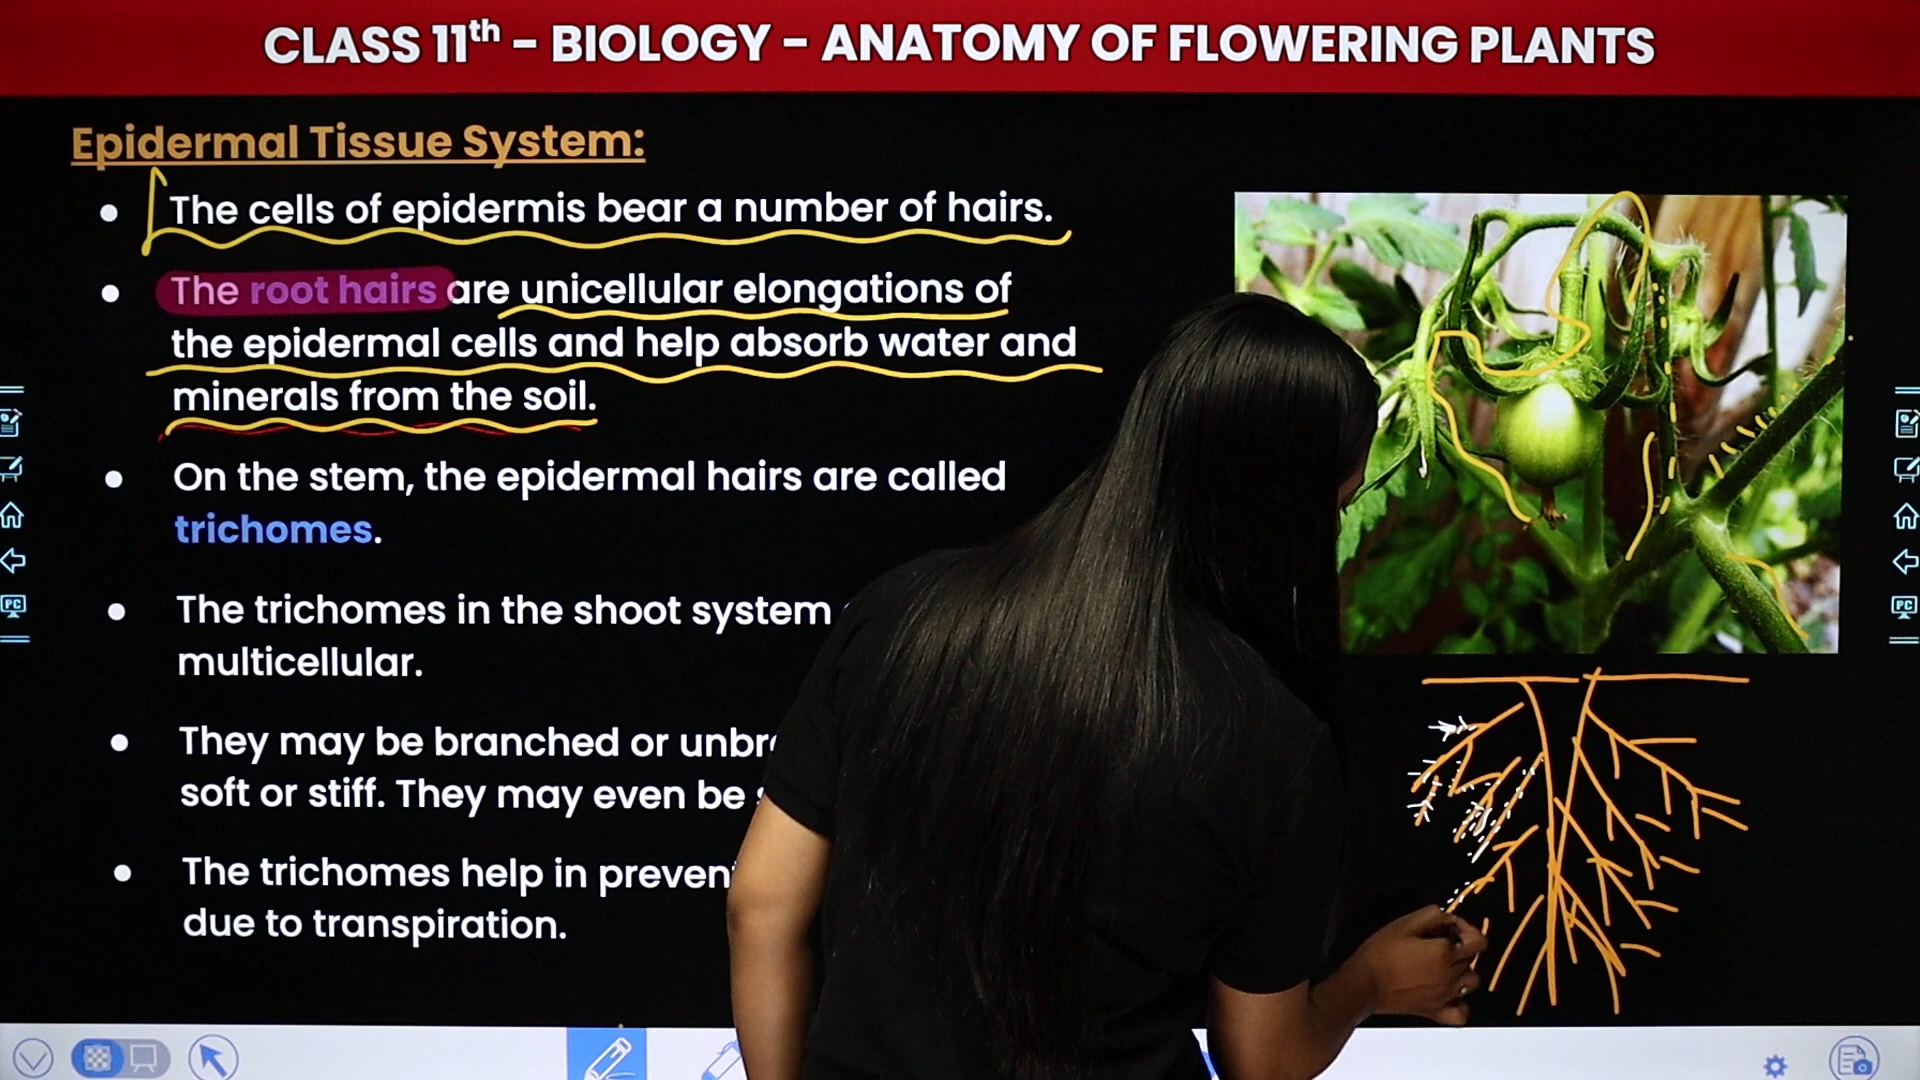 CLASS 11th - BIOLOGY - ANATOMY OF FLOWERING PLANTS
Epidermal Tissue System:
• The cells of epidermis bear a number of hairs.
• The root hairs are unicellular elongations of
the epidermal cells and help absorb water and
minerals from the soil.
• On the stem, the epidermal hairs are called
trichomes.
• The trichomes in the shoot system
multicellular.
• They may be branched or
soft or stiff. They may even be
• The trichomes help in
due to transpiration.
PC
PC